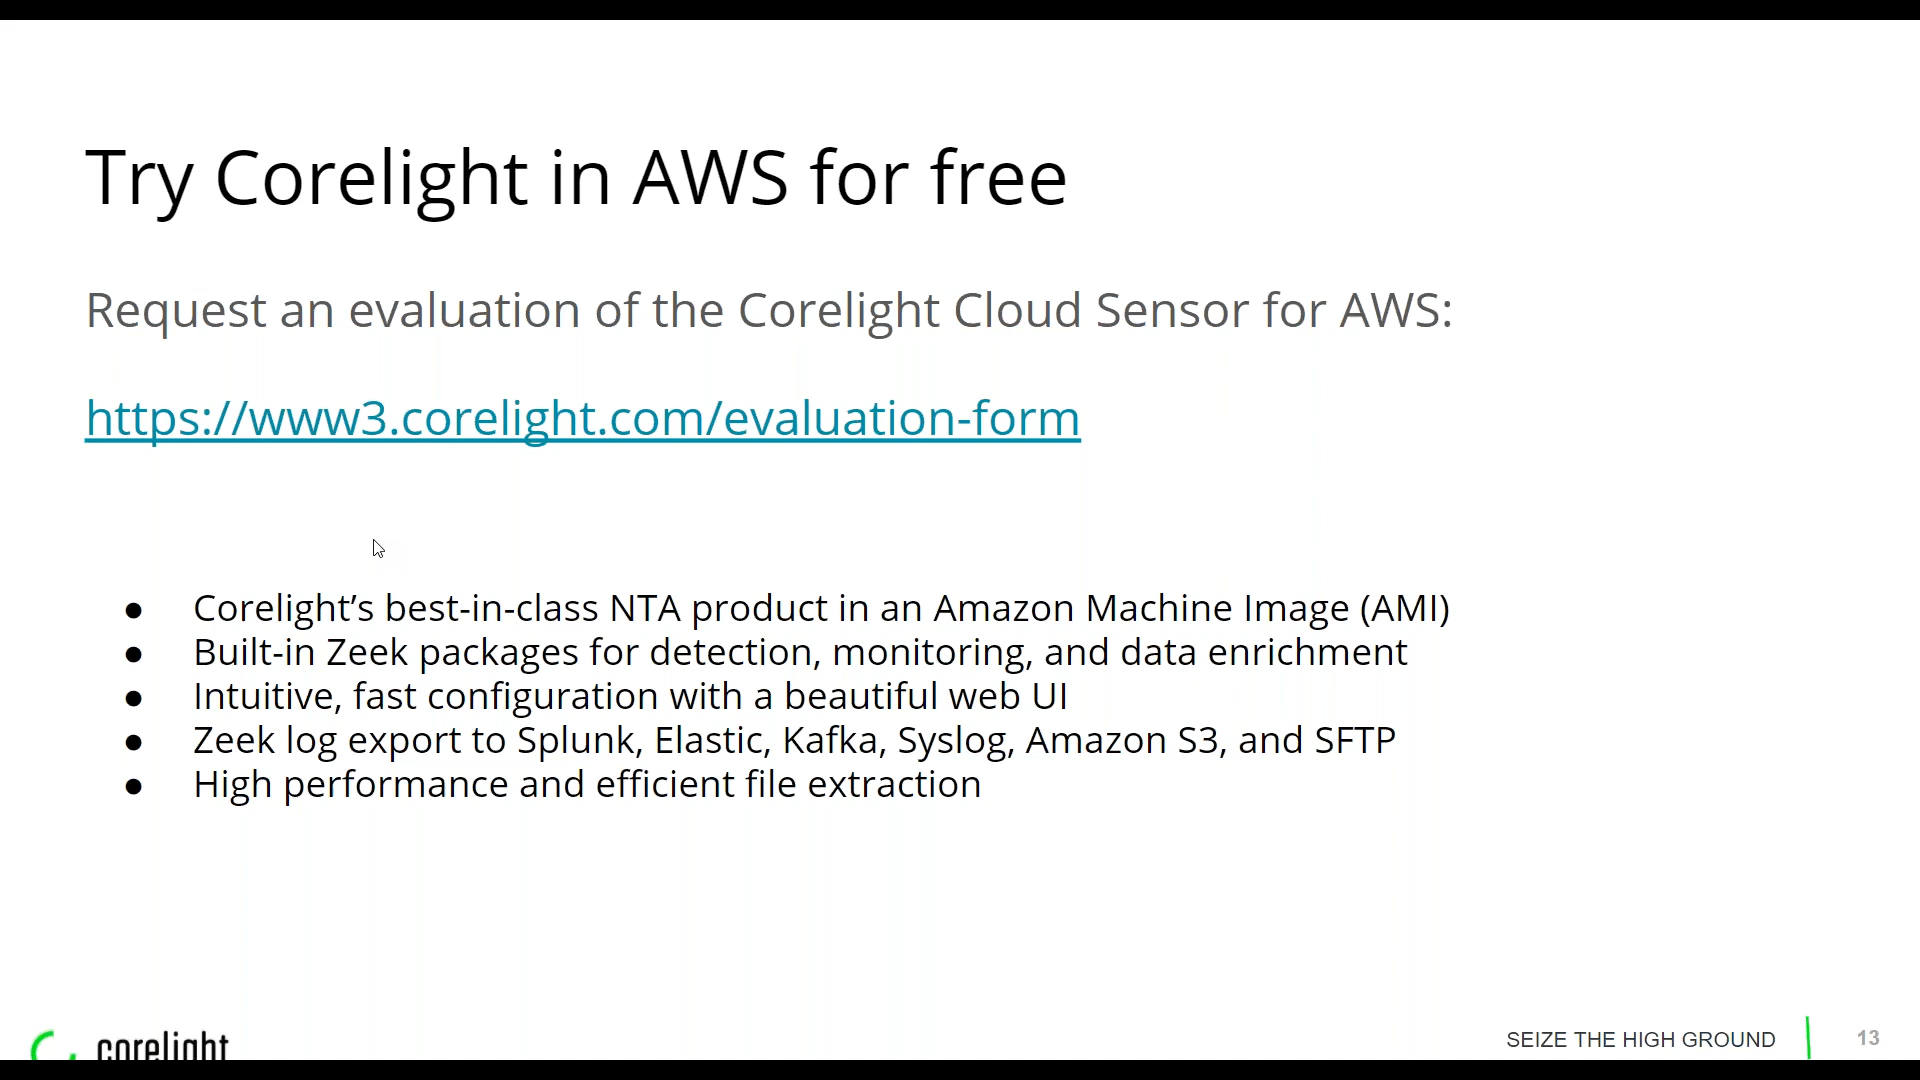 Try Corelight in AWS for free
Request an evaluation of the Corelight Cloud Sensor for AWS:
https://www3.corelight.com/evaluation-form
● Corelight’s best-in-class NTA product in an Amazon Machine Image (AMI)
● Built-in Zeek packages for detection, monitoring, and data enrichment
● Intuitive, fast configuration with a beautiful web UI
● Zeek log export to Splunk, Elastic, Kafka, Syslog, Amazon S3, and SFTP
● High performance and efficient file extraction
corelight
SEIZE THE HIGH GROUND
13